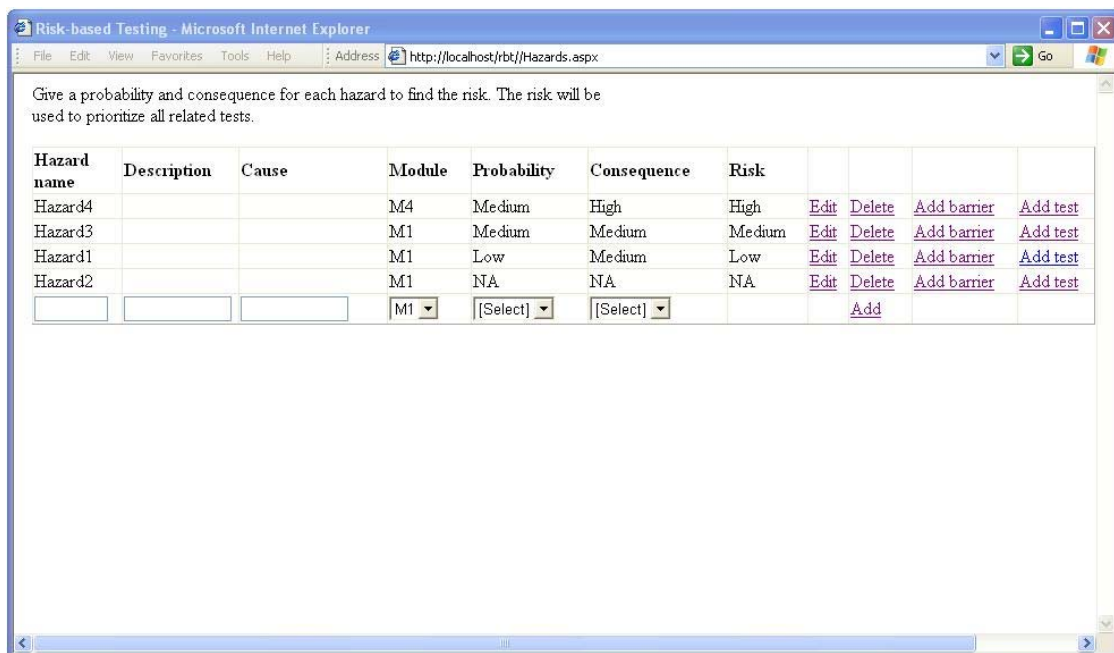 Risk-based Testing - Microsoft Internet Explorer
File Edit View Favorites Tools Help Address http://localhost/rbt//Hazards.aspx Go
Give a probability and consequence for each hazard to find the risk. The risk will be
used to prioritize all related tests.
Hazard name Description Cause Module Probability Consequence Risk
Hazard4 M4 Medium High High Edit Delete Add barrier Add test
Hazard3 M1 Medium Medium Medium Edit Delete Add barrier Add test
Hazard1 M1 Low Medium Low Edit Delete Add barrier Add test
Hazard2 M1 NA NA NA Edit Delete Add barrier Add test
M1 [Select] [Select] Add